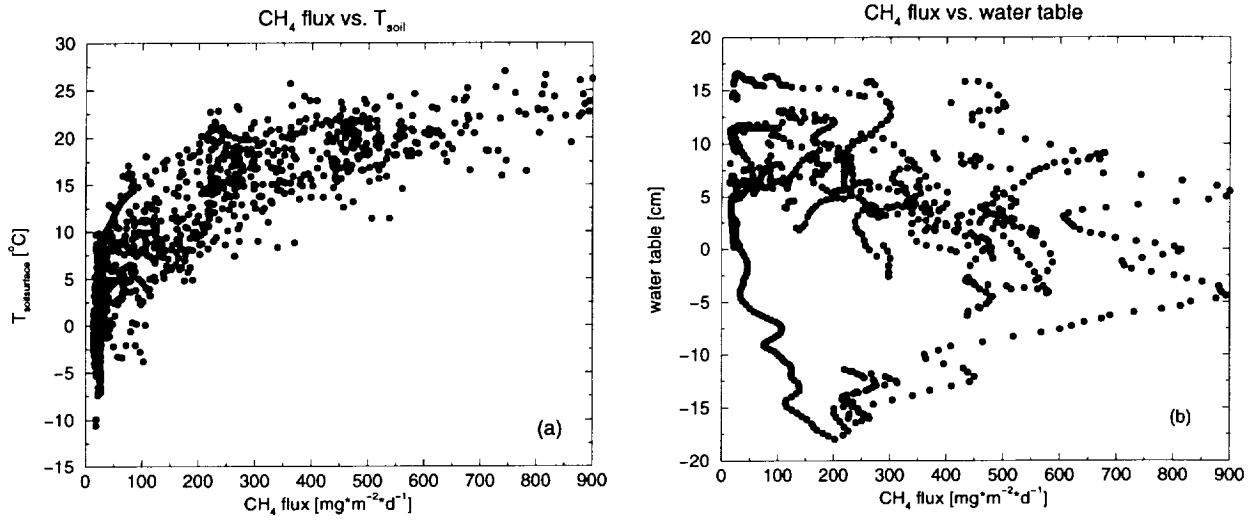 CH₄ flux vs. Tsoil
30
25
20
15
10
5
0
−5
−10
−15
Tsoilsurface [°C]
(a)
0 100 200 300 400 500 600 700 800 900
CH₄ flux [mg*m⁻²*d⁻¹]
CH₄ flux vs. water table
20
15
10
5
0
−5
−10
−15
−20
water table [cm]
(b)
0 100 200 300 400 500 600 700 800 900
CH₄ flux [mg*m⁻²*d⁻¹]